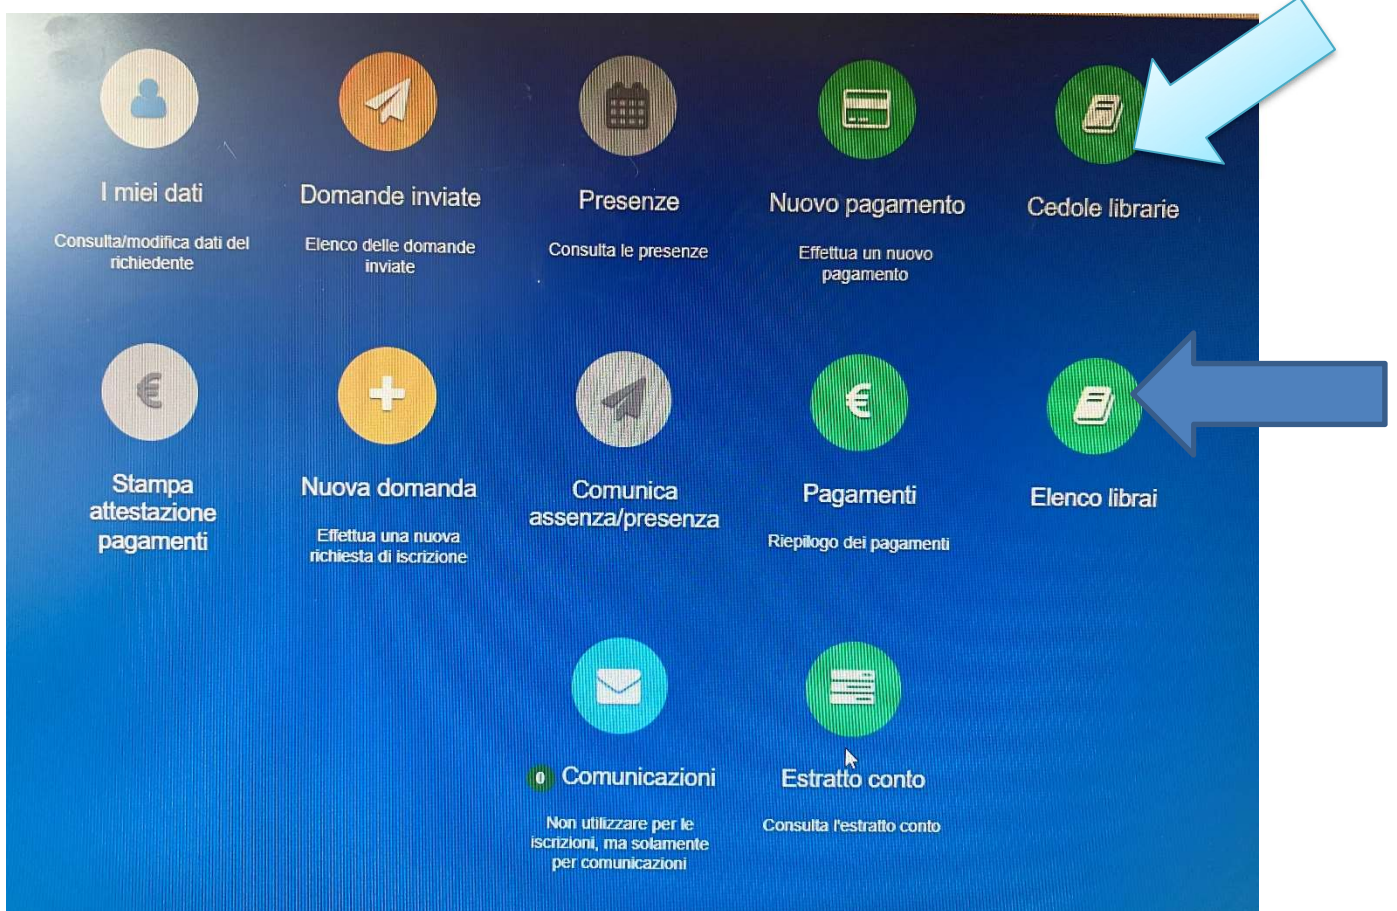 I miei dati
Consulta/modifica dati del
richiedente
Domande inviate
Elenco delle domande
inviate
Presenze
Consulta le presenze
Nuovo pagamento
Effettua un nuovo
pagamento
Cedole librarie
€
Stampa
attestazione
pagamenti
Nuova domanda
Effettua una nuova
richiesta di iscrizione
Comunica
assenza/presenza
€
Pagamenti
Riepilogo dei pagamenti
Elenco librai
0 Comunicazioni
Non utilizzare per le
iscrizioni, ma solamente
per comunicazioni
Estratto conto
Consulta l'estratto conto